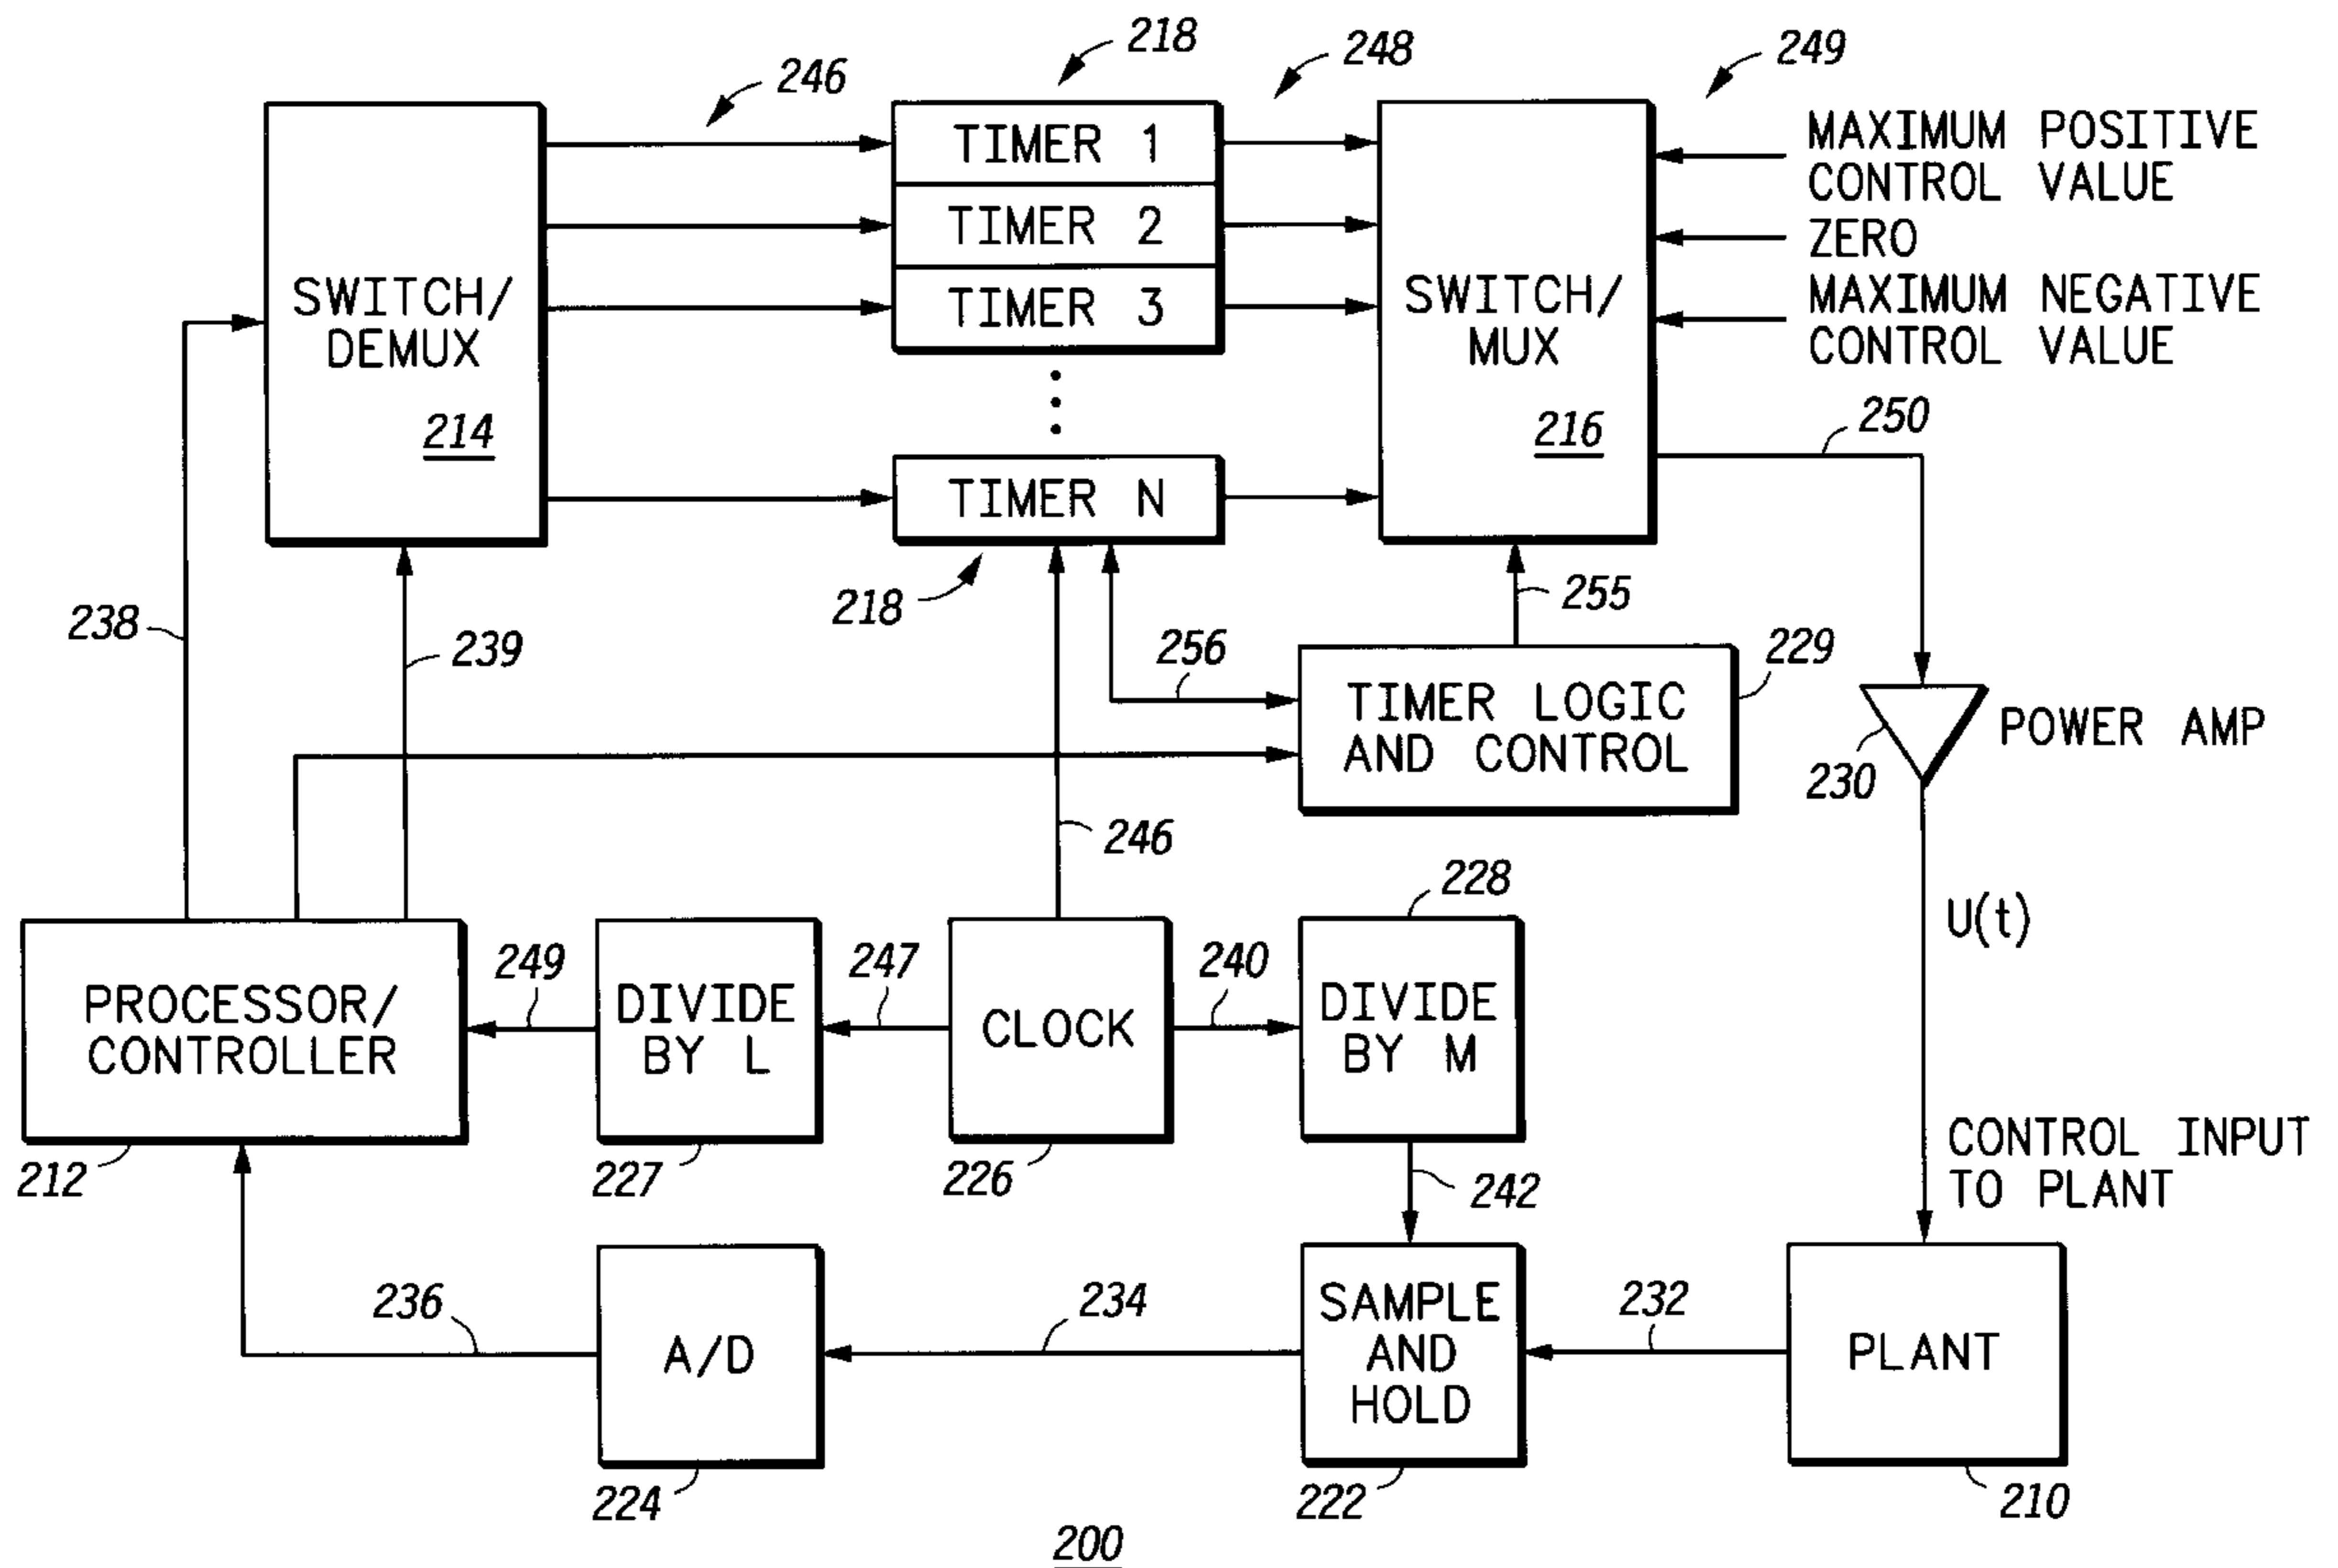 218
248
249
246
TIMER 1
TIMER 2
TIMER 3
TIMER N
SWITCH/
DEMUX
214
SWITCH/
MUX
216
MAXIMUM POSITIVE
CONTROL VALUE
ZERO
MAXIMUM NEGATIVE
CONTROL VALUE
250
218
255
238
239
256
229
TIMER LOGIC
AND CONTROL
POWER AMP
230
246
228
U(t)
PROCESSOR/
CONTROLLER
249
DIVIDE
BY L
247
CLOCK
240
DIVIDE
BY M
212
227
226
242
CONTROL INPUT
TO PLANT
236
A/D
234
SAMPLE
AND
HOLD
232
PLANT
224
222
210
200